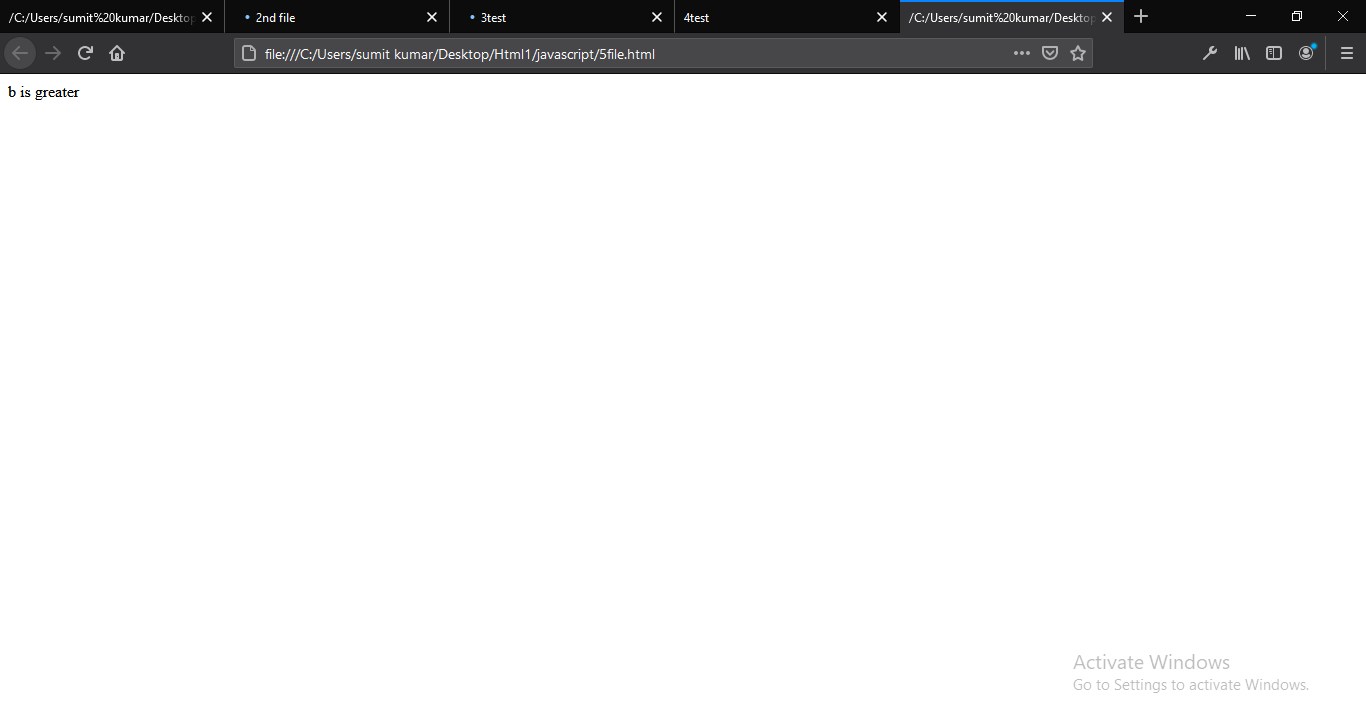 /C:/Users/sumit%20kumar/Desktop
2nd file
3test
4test
/C:/Users/sumit%20kumar/Desktop
file:///C:/Users/sumit kumar/Desktop/Html1/javascript/5file.html
b is greater
Activate Windows
Go to Settings to activate Windows.